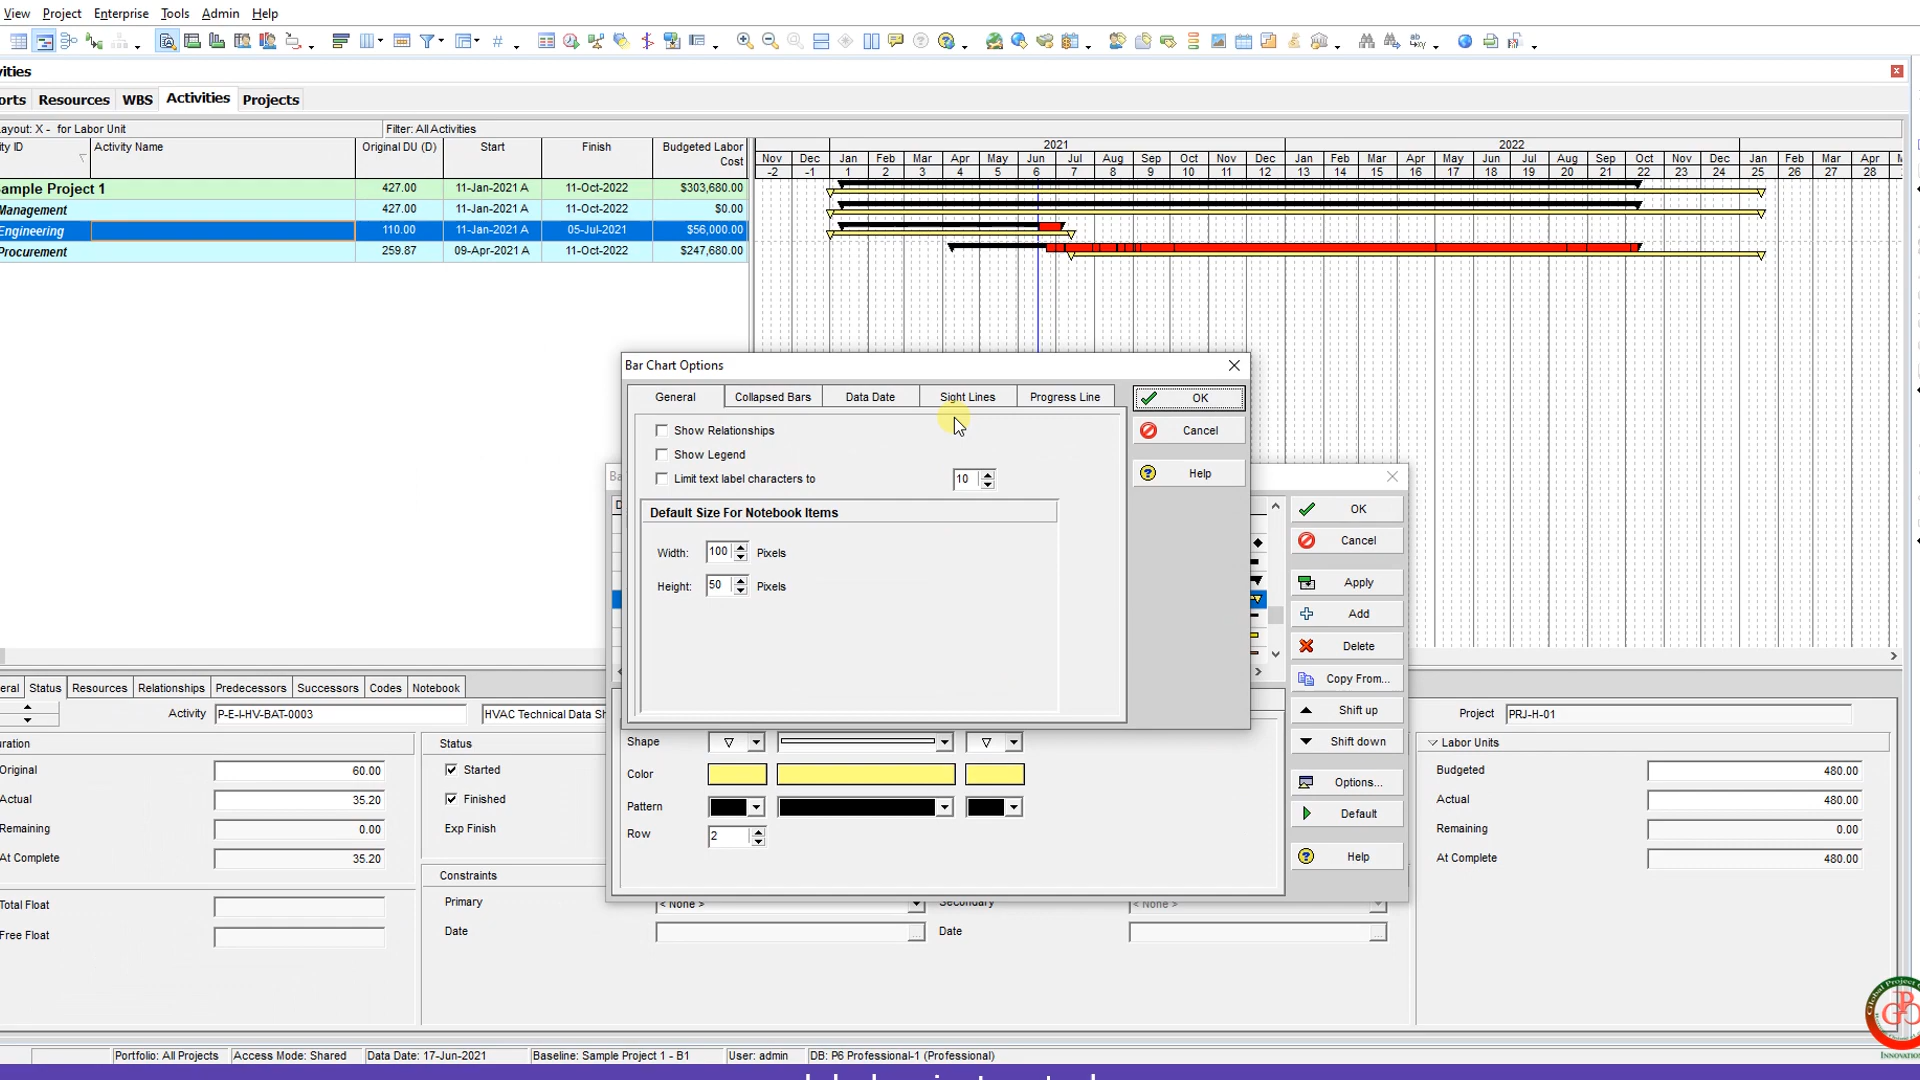 View Project Enterprise Tools Admin Help
vities
orts Resources WBS Activities Projects
ayout: X - for Labor Unit Filter: All Activities
ity ID Activity Name Original DU (D) Start Finish Budgeted Labor Cost
2021 2022
Nov Dec Jan Feb Mar Apr May Jun Jul Aug Sep Oct Nov Dec Jan Feb Mar Apr May Jun Jul Aug Sep Oct Nov Dec Jan Feb Mar Apr
-2 -1 1 2 3 4 5 6 7 8 9 10 11 12 13 14 15 16 17 18 19 20 21 22 23 24 25 26 27 28
ample Project 1 427.00 11-Jan-2021 A 11-Oct-2022 $303,680.00
Management 427.00 11-Jan-2021 A 11-Oct-2022 $0.00
Engineering 110.00 11-Jan-2021 A 05-Jul-2021 $56,000.00
Procurement 259.87 09-Apr-2021 A 11-Oct-2022 $247,680.00
Bar Chart Options
General Collapsed Bars Data Date Sight Lines Progress Line
OK
Cancel
Help
Show Relationships
Show Legend
Limit text label characters to 10
Default Size For Notebook Items
Width: 100 Pixels
Height: 50 Pixels
OK
Cancel
Apply
Add
Delete
Copy From...
Shift up
Shift down
Options...
Default
Help
Shape
Color
Pattern
Row 2
eral Status Resources Relationships Predecessors Successors Codes Notebook
Activity P-E-I-HV-BAT-0003 HVAC Technical Data Sh Project PRJ-H-01
uration Status Labor Units
Original 60.00 Started Budgeted 480.00
Actual 35.20 Finished Actual 480.00
Remaining 0.00 Exp Finish Remaining 0.00
At Complete 35.20 At Complete 480.00
Constraints
Total Float Primary < None > Secondary < None >
Free Float Date Date
Portfolio: All Projects Access Mode: Shared Data Date: 17-Jun-2021 Baseline: Sample Project 1 - B1 User: admin DB: P6 Professional-1 (Professional)